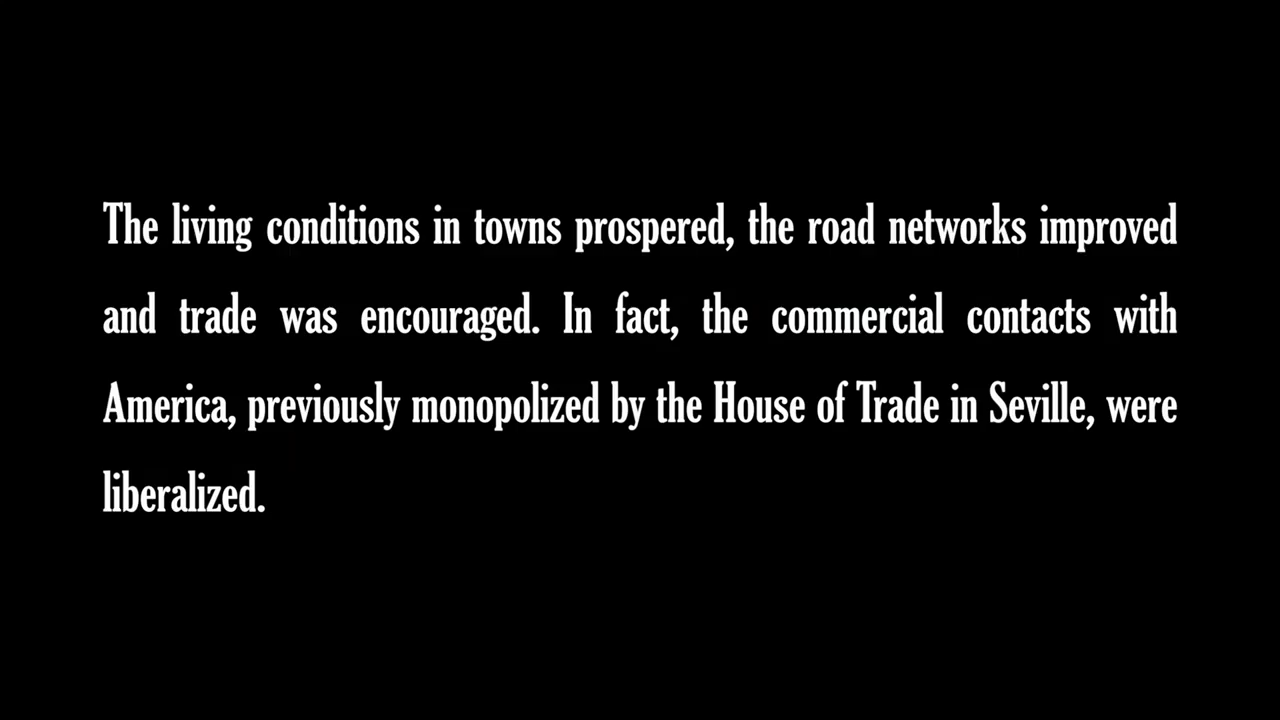 The living conditions in towns prospered, the road networks improved
and trade was encouraged. In fact, the commercial contacts with
America, previously monopolized by the House of Trade in Seville, were
liberalized.